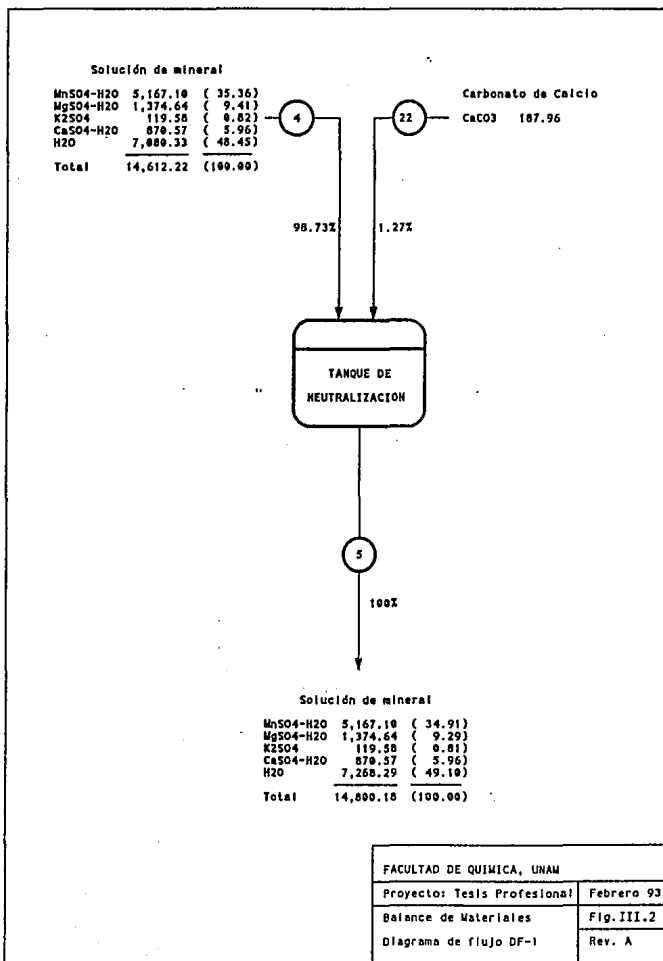 Solución de mineral
MnSO4-H2O 5,167.10 ( 35.36)
MgSO4-H2O 1,374.64 ( 9.41)
K2SO4 119.58 ( 0.82)
CaSO4-H2O 870.57 ( 5.96)
H2O 7,080.33 ( 48.45)
Total 14,612.22 (100.00)
4
22
Carbonato de Calcio
CaCO3 187.96
98.73%
1.27%
TANQUE DE
NEUTRALIZACION
5
100%
Solución de mineral
MnSO4-H2O 5,167.10 ( 34.91)
MgSO4-H2O 1,374.64 ( 9.29)
K2SO4 119.58 ( 0.81)
CaSO4-H2O 870.57 ( 5.96)
H2O 7,268.29 ( 49.10)
Total 14,800.18 (100.00)
FACULTAD DE QUIMICA, UNAM
Proyecto: Tesis Profesional Febrero 93
Balance de Materiales Fig.III.2
Diagrama de flujo DF-1 Rev. A